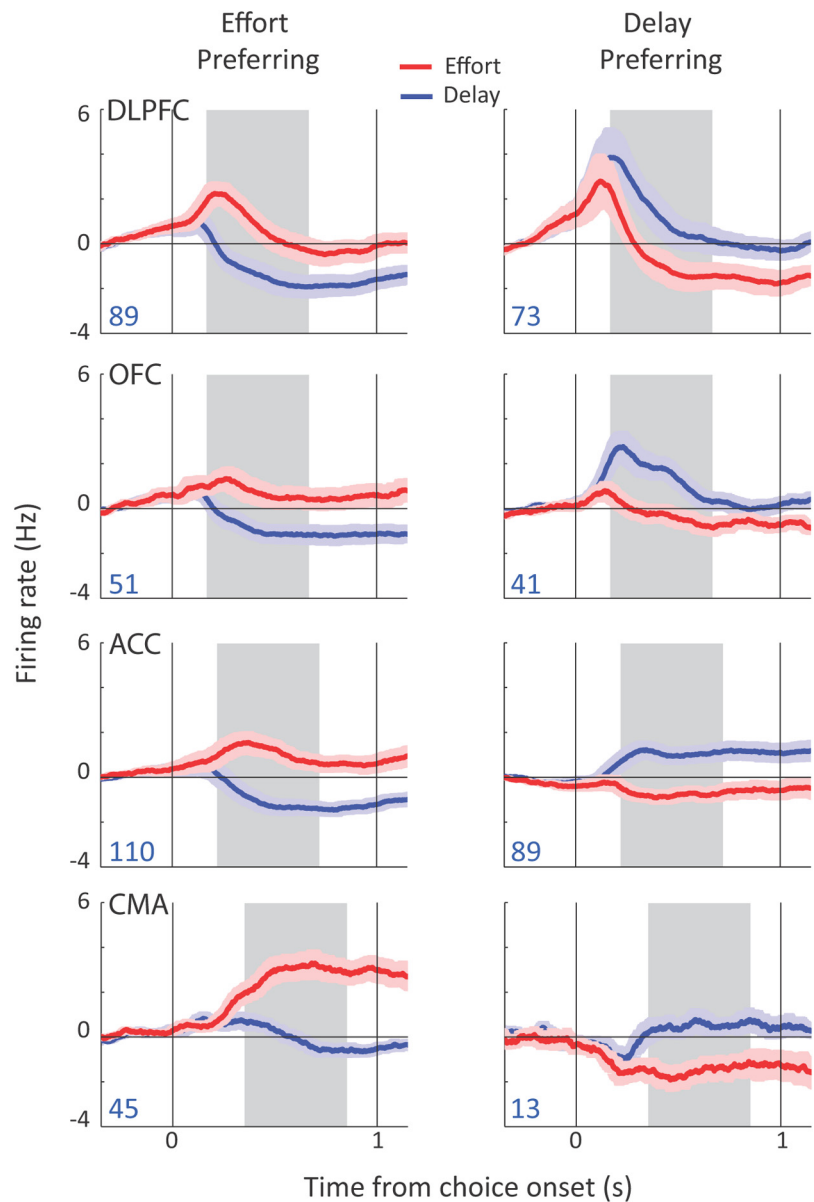 Effort
Preferring
Delay
Preferring
Effort
Delay
DLPFC
6
0
-4
89
73
OFC
6
0
-4
51
41
ACC
6
0
-4
110
89
CMA
6
0
-4
45
13
0
1
0
1
Firing rate (Hz)
Time from choice onset (s)